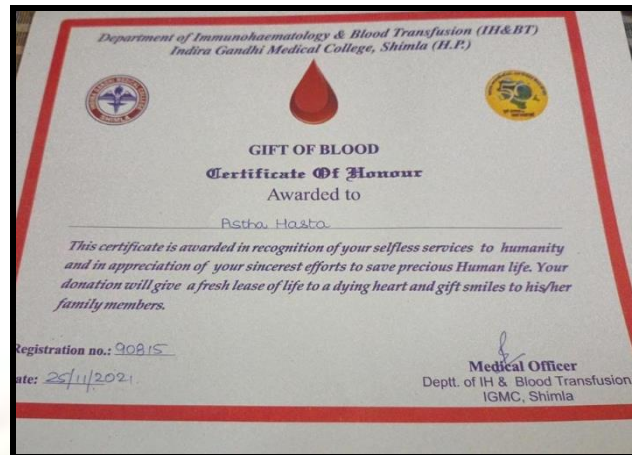 Department of Immunohaematology & Blood Transfusion (IH&BT)
Indira Gandhi Medical College, Shimla (H.P.)
GIFT OF BLOOD
Certificate Of Honour
Awarded to
Astha Hasta
This certificate is awarded in recognition of your selfless services to humanity
and in appreciation of your sincerest efforts to save precious Human life. Your
donation will give a fresh lease of life to a dying heart and gift smiles to his/her
family members.
Registration no.: 90815
ate: 25/11/2021
Medical Officer
Deptt. of IH & Blood Transfusion
IGMC, Shimla